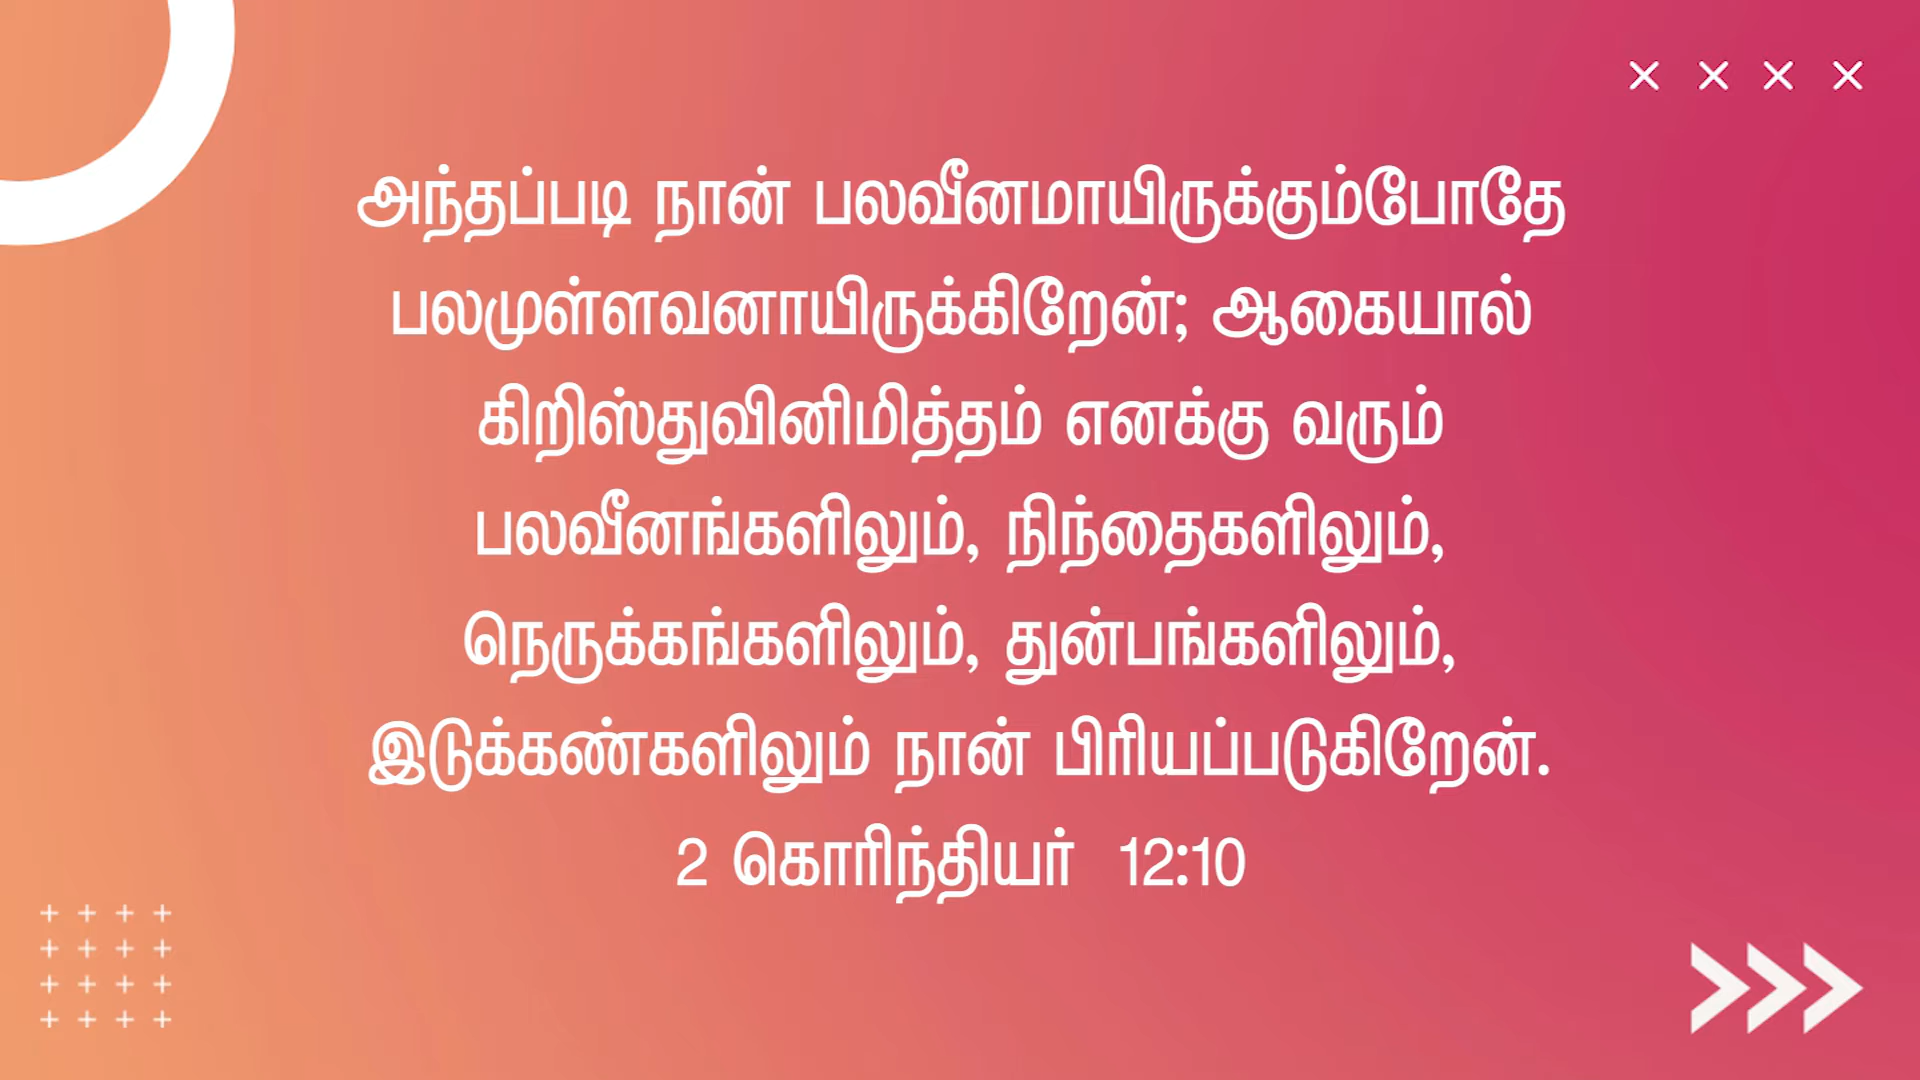 அந்தப்படி நான் பலவீனமாயிருக்கும்போதே
பலமுள்ளவனாயிருக்கிறேன்; ஆகையால்
கிறிஸ்துவினிமித்தம் எனக்கு வரும்
பலவீனங்களிலும், நிந்தைகளிலும்,
நெருக்கங்களிலும், துன்பங்களிலும்,
இடுக்கண்களிலும் நான் பிரியப்படுகிறேன்.
2 கொரிந்தியர் 12:10